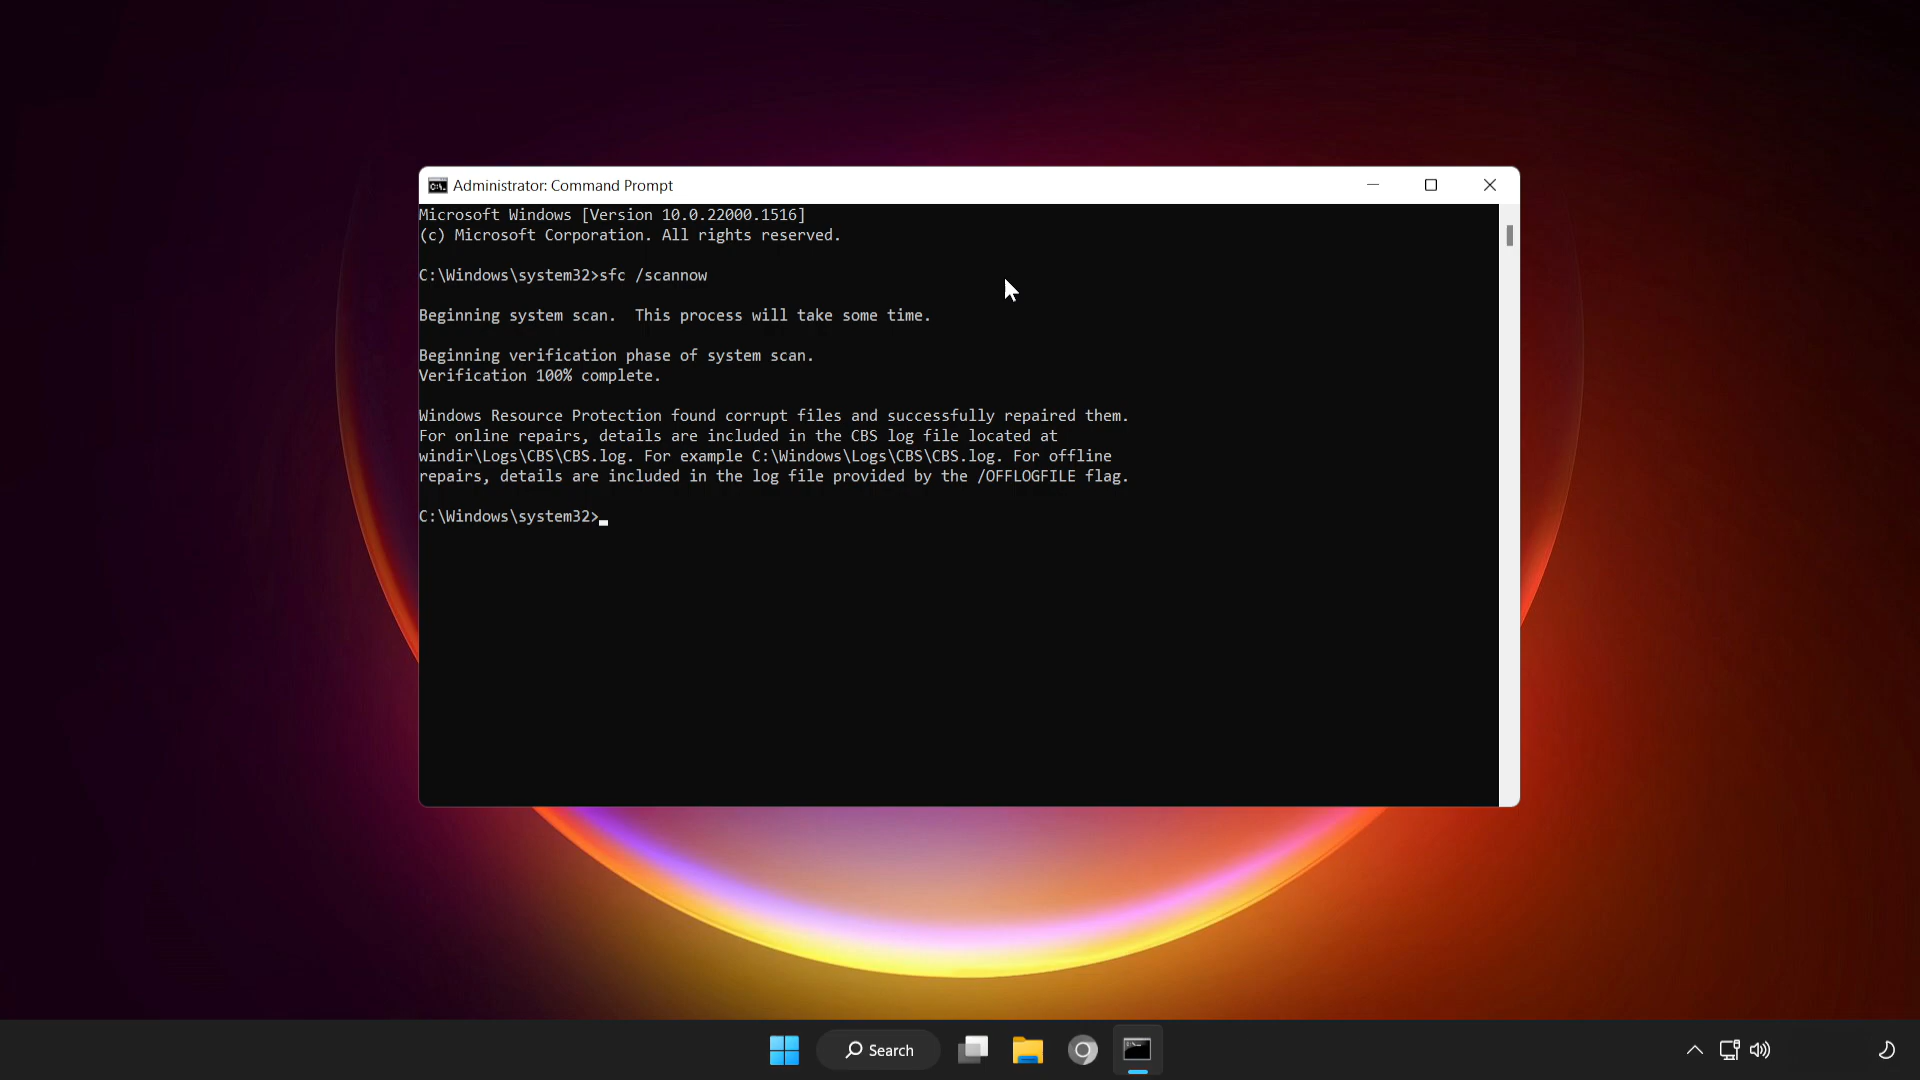 Administrator: Command Prompt
Microsoft Windows [Version 10.0.22000.1516]
(c) Microsoft Corporation. All rights reserved.
C:\Windows\system32>sfc /scannow
Beginning system scan.  This process will take some time.
Beginning verification phase of system scan.
Verification 100% complete.
Windows Resource Protection found corrupt files and successfully repaired them.
For online repairs, details are included in the CBS log file located at
windir\Logs\CBS\CBS.log. For example C:\Windows\Logs\CBS\CBS.log. For offline
repairs, details are included in the log file provided by the /OFFLOGFILE flag.
C:\Windows\system32>
Search